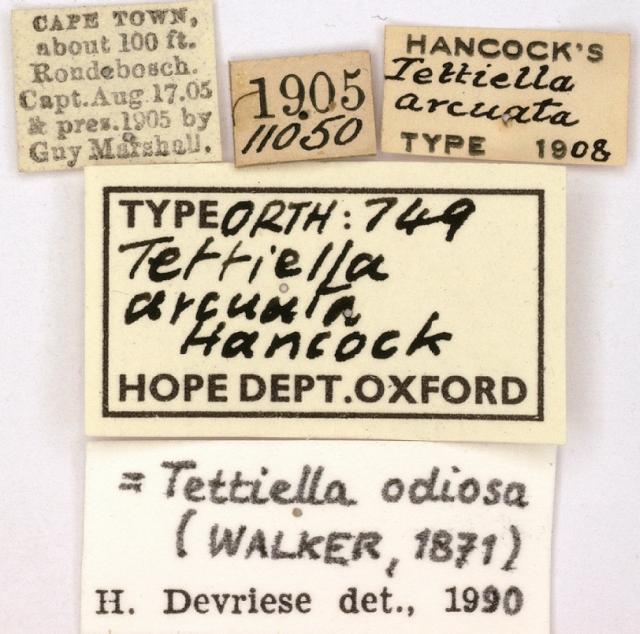 CAPE TOWN,
about 100 ft.
Rondebosch.
Capt. Aug 17.05
& pres. 1905 by
Guy Marshall.
1905
11050
HANCOCK'S
Tettiella
arcuata
TYPE 1908
TYPE ORTH: 749
Tettiella
arcuata
Hancock
HOPE DEPT. OXFORD
= Tettiella odiosa
(WALKER, 1871)
H. Devriese det., 1990